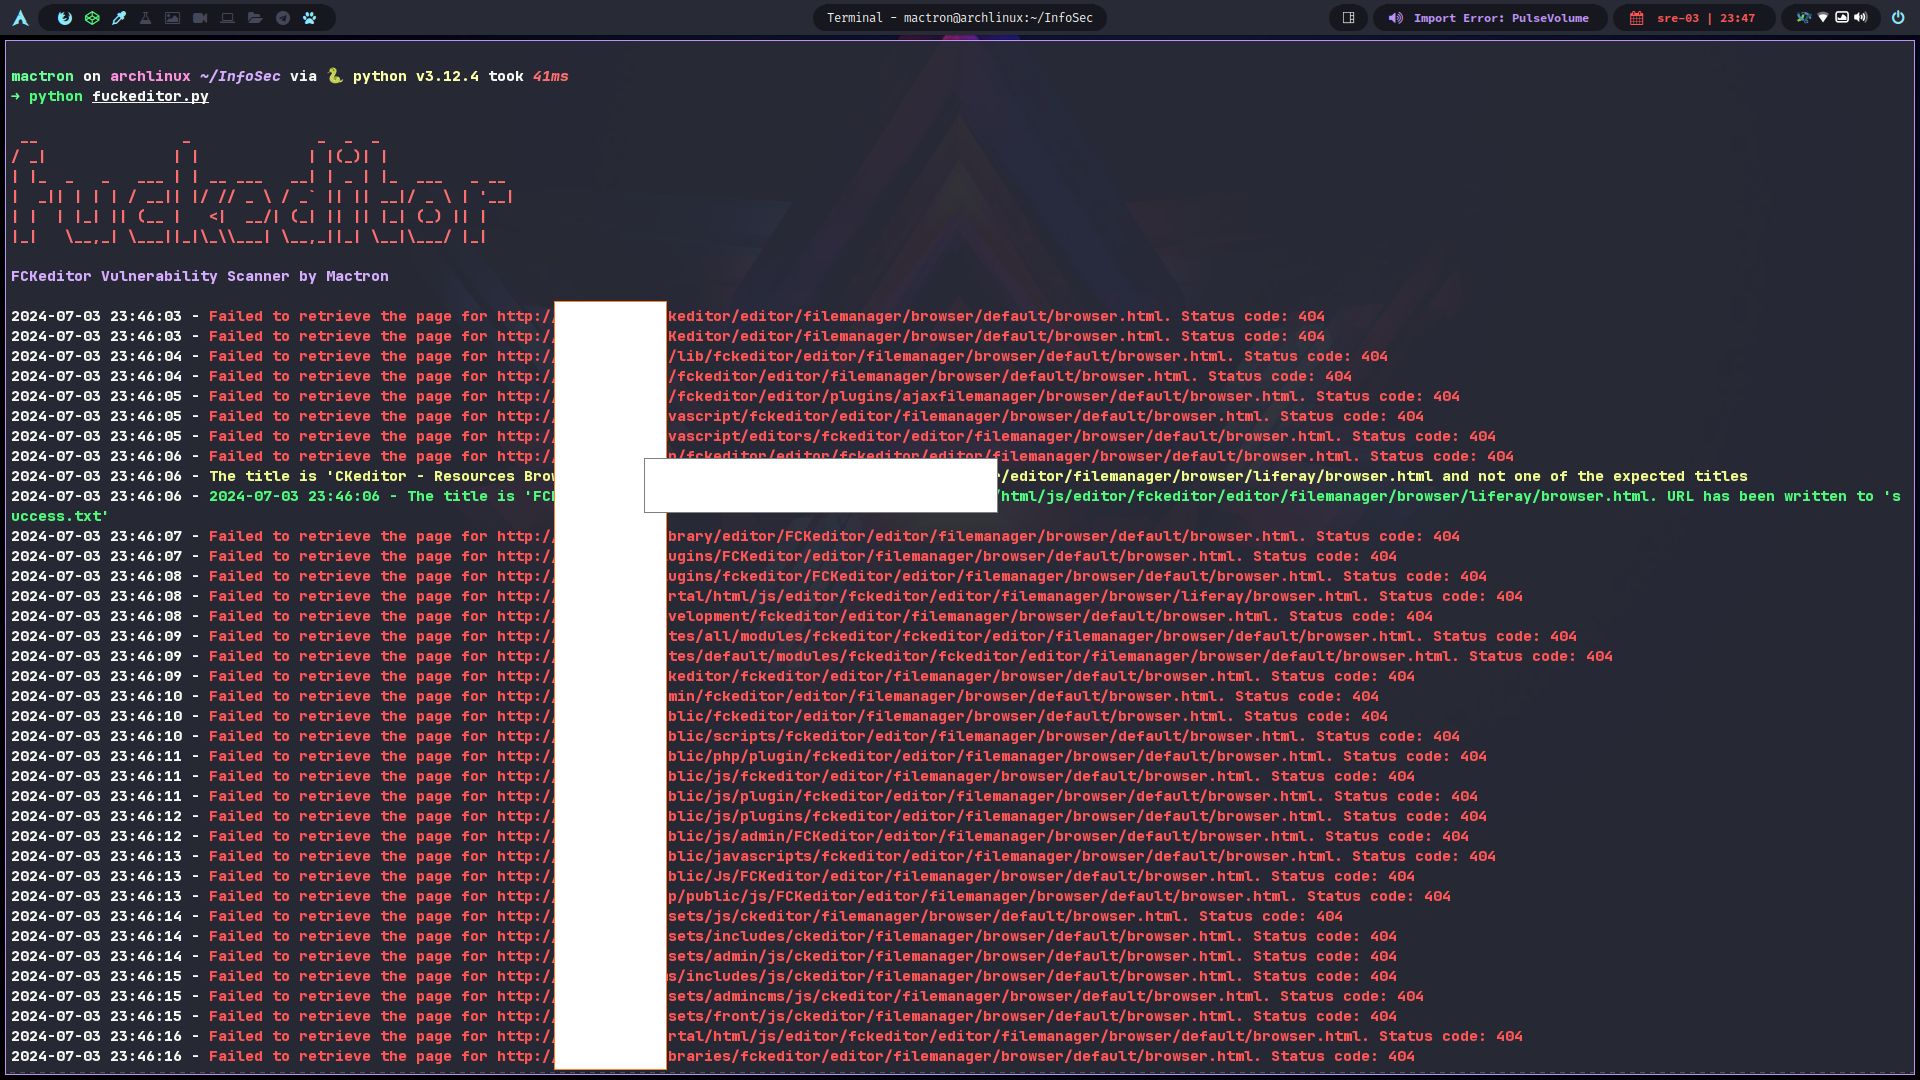 Terminal - mactron@archlinux:~/InfoSec
Import Error: PulseVolume
sre-03 | 23:47
mactron on archlinux ~/InfoSec via 🐍 python v3.12.4 took 41ms
➜ python fuckeditor.py
FCKeditor Vulnerability Scanner by Mactron
2024-07-03 23:46:03 - Failed to retrieve the page for http:// keditor/editor/filemanager/browser/default/browser.html. Status code: 404
2024-07-03 23:46:03 - Failed to retrieve the page for http:// Keditor/editor/filemanager/browser/default/browser.html. Status code: 404
2024-07-03 23:46:04 - Failed to retrieve the page for http:// /lib/fckeditor/editor/filemanager/browser/default/browser.html. Status code: 404
2024-07-03 23:46:04 - Failed to retrieve the page for http:// /fckeditor/editor/filemanager/browser/default/browser.html. Status code: 404
2024-07-03 23:46:05 - Failed to retrieve the page for http:// /fckeditor/editor/plugins/ajaxfilemanager/browser/default/browser.html. Status code: 404
2024-07-03 23:46:05 - Failed to retrieve the page for http:// vascript/fckeditor/editor/filemanager/browser/default/browser.html. Status code: 404
2024-07-03 23:46:05 - Failed to retrieve the page for http:// vascript/editors/fckeditor/editor/filemanager/browser/default/browser.html. Status code: 404
2024-07-03 23:46:06 - Failed to retrieve the page for http:// p/fckeditor/editor/fckeditor/editor/filemanager/browser/default/browser.html. Status code: 404
2024-07-03 23:46:06 - The title is 'CKeditor - Resources Brow r/editor/filemanager/browser/liferay/browser.html and not one of the expected titles
2024-07-03 23:46:06 - 2024-07-03 23:46:06 - The title is 'FCK /html/js/editor/fckeditor/editor/filemanager/browser/liferay/browser.html. URL has been written to 's
uccess.txt'
2024-07-03 23:46:07 - Failed to retrieve the page for http:// brary/editor/FCKeditor/editor/filemanager/browser/default/browser.html. Status code: 404
2024-07-03 23:46:07 - Failed to retrieve the page for http:// ugins/FCKeditor/editor/filemanager/browser/default/browser.html. Status code: 404
2024-07-03 23:46:08 - Failed to retrieve the page for http:// ugins/fckeditor/FCKeditor/editor/filemanager/browser/default/browser.html. Status code: 404
2024-07-03 23:46:08 - Failed to retrieve the page for http:// rtal/html/js/editor/fckeditor/editor/filemanager/browser/liferay/browser.html. Status code: 404
2024-07-03 23:46:08 - Failed to retrieve the page for http:// velopment/fckeditor/editor/filemanager/browser/default/browser.html. Status code: 404
2024-07-03 23:46:09 - Failed to retrieve the page for http:// tes/all/modules/fckeditor/fckeditor/editor/filemanager/browser/default/browser.html. Status code: 404
2024-07-03 23:46:09 - Failed to retrieve the page for http:// tes/default/modules/fckeditor/fckeditor/editor/filemanager/browser/default/browser.html. Status code: 404
2024-07-03 23:46:09 - Failed to retrieve the page for http:// keditor/fckeditor/editor/filemanager/browser/default/browser.html. Status code: 404
2024-07-03 23:46:10 - Failed to retrieve the page for http:// min/fckeditor/editor/filemanager/browser/default/browser.html. Status code: 404
2024-07-03 23:46:10 - Failed to retrieve the page for http:// blic/fckeditor/editor/filemanager/browser/default/browser.html. Status code: 404
2024-07-03 23:46:10 - Failed to retrieve the page for http:// blic/scripts/fckeditor/editor/filemanager/browser/default/browser.html. Status code: 404
2024-07-03 23:46:11 - Failed to retrieve the page for http:// blic/php/plugin/fckeditor/editor/filemanager/browser/default/browser.html. Status code: 404
2024-07-03 23:46:11 - Failed to retrieve the page for http:// blic/js/fckeditor/editor/filemanager/browser/default/browser.html. Status code: 404
2024-07-03 23:46:11 - Failed to retrieve the page for http:// blic/js/plugin/fckeditor/editor/filemanager/browser/default/browser.html. Status code: 404
2024-07-03 23:46:12 - Failed to retrieve the page for http:// blic/js/plugins/fckeditor/editor/filemanager/browser/default/browser.html. Status code: 404
2024-07-03 23:46:12 - Failed to retrieve the page for http:// blic/js/admin/FCKeditor/editor/filemanager/browser/default/browser.html. Status code: 404
2024-07-03 23:46:13 - Failed to retrieve the page for http:// blic/javascripts/fckeditor/editor/filemanager/browser/default/browser.html. Status code: 404
2024-07-03 23:46:13 - Failed to retrieve the page for http:// blic/Js/FCKeditor/editor/filemanager/browser/default/browser.html. Status code: 404
2024-07-03 23:46:13 - Failed to retrieve the page for http:// p/public/js/FCKeditor/editor/filemanager/browser/default/browser.html. Status code: 404
2024-07-03 23:46:14 - Failed to retrieve the page for http:// sets/js/ckeditor/filemanager/browser/default/browser.html. Status code: 404
2024-07-03 23:46:14 - Failed to retrieve the page for http:// sets/includes/ckeditor/filemanager/browser/default/browser.html. Status code: 404
2024-07-03 23:46:14 - Failed to retrieve the page for http:// sets/admin/js/ckeditor/filemanager/browser/default/browser.html. Status code: 404
2024-07-03 23:46:15 - Failed to retrieve the page for http:// s/includes/js/ckeditor/filemanager/browser/default/browser.html. Status code: 404
2024-07-03 23:46:15 - Failed to retrieve the page for http:// sets/admincms/js/ckeditor/filemanager/browser/default/browser.html. Status code: 404
2024-07-03 23:46:15 - Failed to retrieve the page for http:// sets/front/js/ckeditor/filemanager/browser/default/browser.html. Status code: 404
2024-07-03 23:46:16 - Failed to retrieve the page for http:// rtal/html/js/editor/fckeditor/editor/filemanager/browser/default/browser.html. Status code: 404
2024-07-03 23:46:16 - Failed to retrieve the page for http:// braries/fckeditor/editor/filemanager/browser/default/browser.html. Status code: 404